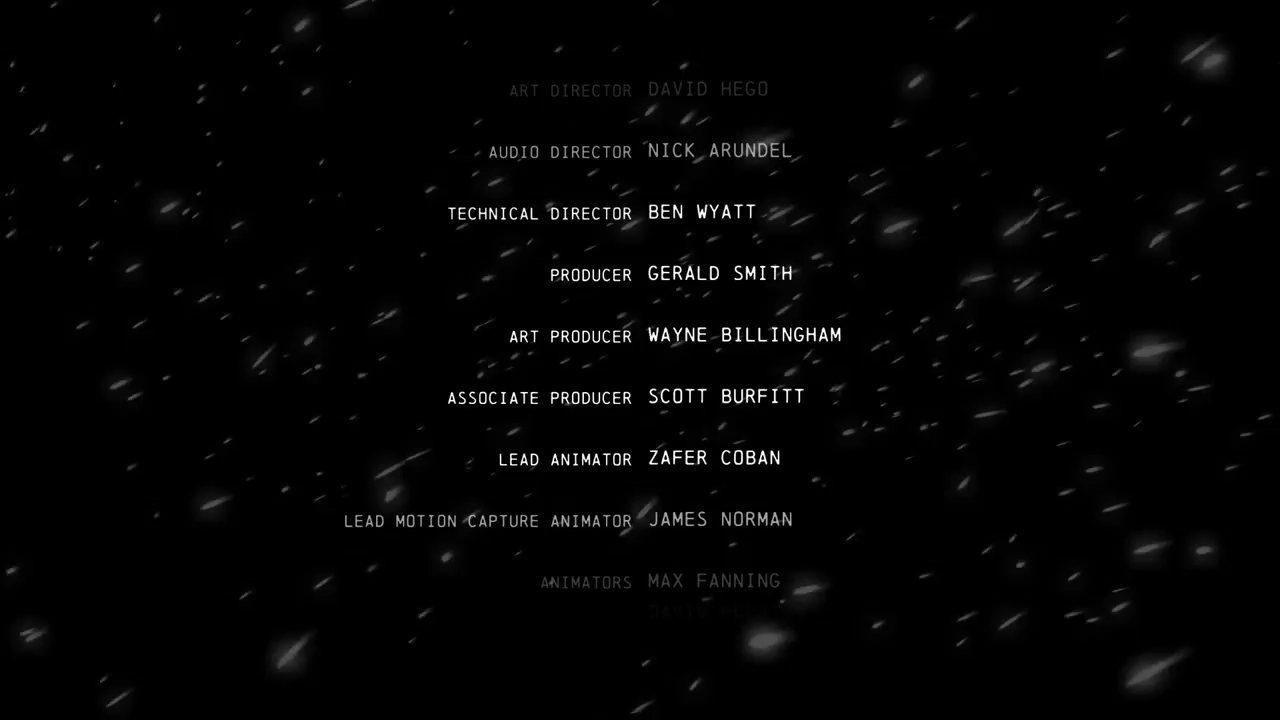 ART DIRECTOR DAVID HEGO
AUDIO DIRECTOR NICK ARUNDEL
TECHNICAL DIRECTOR BEN WYATT
PRODUCER GERALD SMITH
ART PRODUCER WAYNE BILLINGHAM
ASSOCIATE PRODUCER SCOTT BURFITT
LEAD ANIMATOR ZAFER COBAN
LEAD MOTION CAPTURE ANIMATOR JAMES NORMAN
ANIMATORS MAX FANNING
DAVID